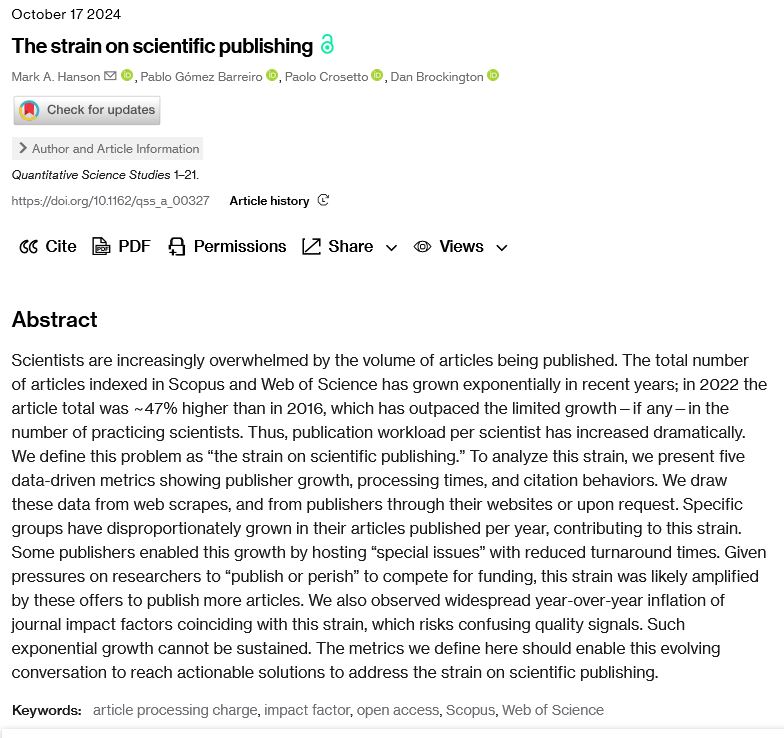 October 17 2024
The strain on scientific publishing
Mark A. Hanson, Pablo Gómez Barreiro, Paolo Crosetto, Dan Brockington
Check for updates
Author and Article Information
Quantitative Science Studies 1–21.
https://doi.org/10.1162/qss_a_00327 Article history
Cite PDF Permissions Share Views
Abstract
Scientists are increasingly overwhelmed by the volume of articles being published. The total number
of articles indexed in Scopus and Web of Science has grown exponentially in recent years; in 2022 the
article total was ~47% higher than in 2016, which has outpaced the limited growth—if any—in the
number of practicing scientists. Thus, publication workload per scientist has increased dramatically.
We define this problem as “the strain on scientific publishing.” To analyze this strain, we present five
data-driven metrics showing publisher growth, processing times, and citation behaviors. We draw
these data from web scrapes, and from publishers through their websites or upon request. Specific
groups have disproportionately grown in their articles published per year, contributing to this strain.
Some publishers enabled this growth by hosting “special issues” with reduced turnaround times. Given
pressures on researchers to “publish or perish” to compete for funding, this strain was likely amplified
by these offers to publish more articles. We also observed widespread year-over-year inflation of
journal impact factors coinciding with this strain, which risks confusing quality signals. Such
exponential growth cannot be sustained. The metrics we define here should enable this evolving
conversation to reach actionable solutions to address the strain on scientific publishing.
Keywords: article processing charge, impact factor, open access, Scopus, Web of Science